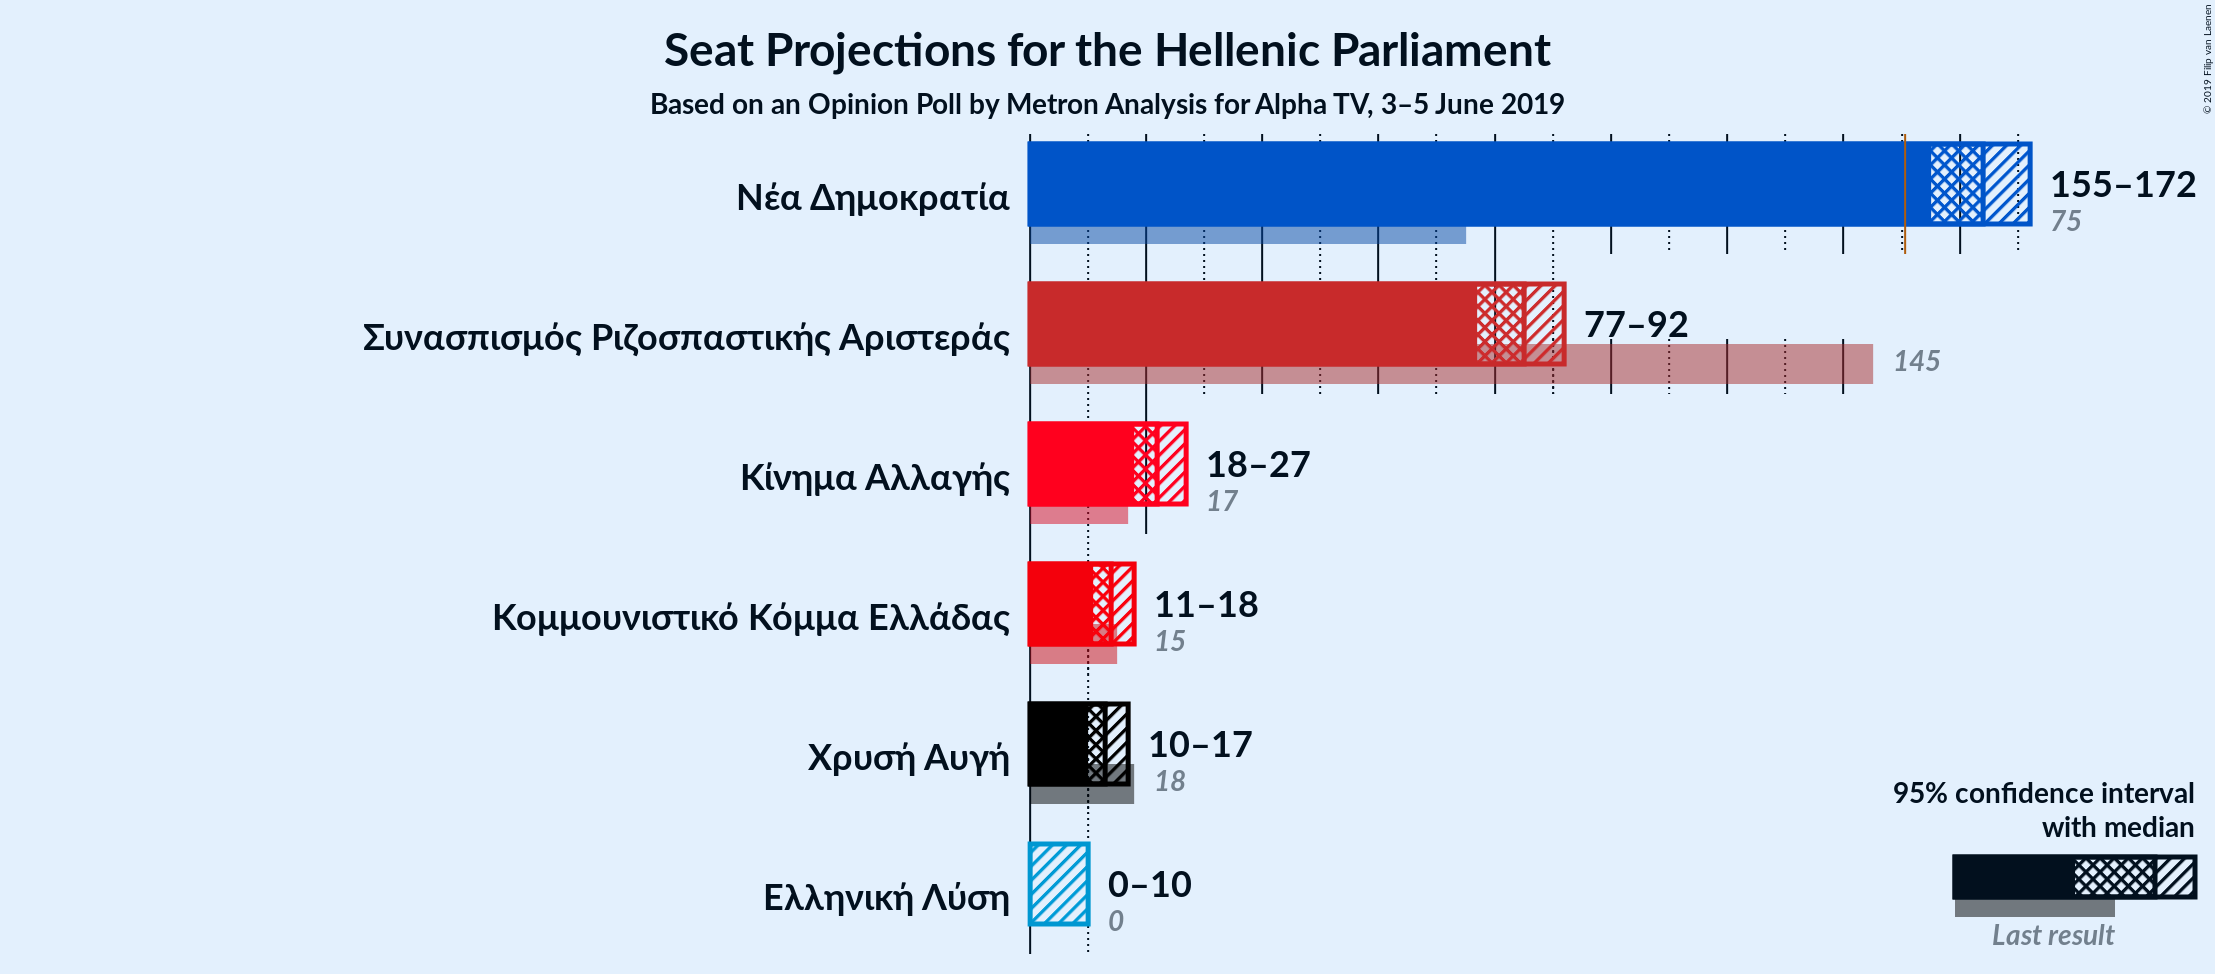 Seat Projections for the Hellenic Parliament
Based on an Opinion Poll by Metron Analysis for Alpha TV, 3–5 June 2019
© 2019 Filip van Laenen
Νέα Δημοκρατία
155–172
75
Συνασπισμός Ριζοσπαστικής Αριστεράς
77–92
145
Κίνημα Αλλαγής
18–27
17
Κομμουνιστικό Κόμμα Ελλάδας
11–18
15
Χρυσή Αυγή
10–17
18
Ελληνική Λύση
0–10
0
95% confidence interval
with median
Last result